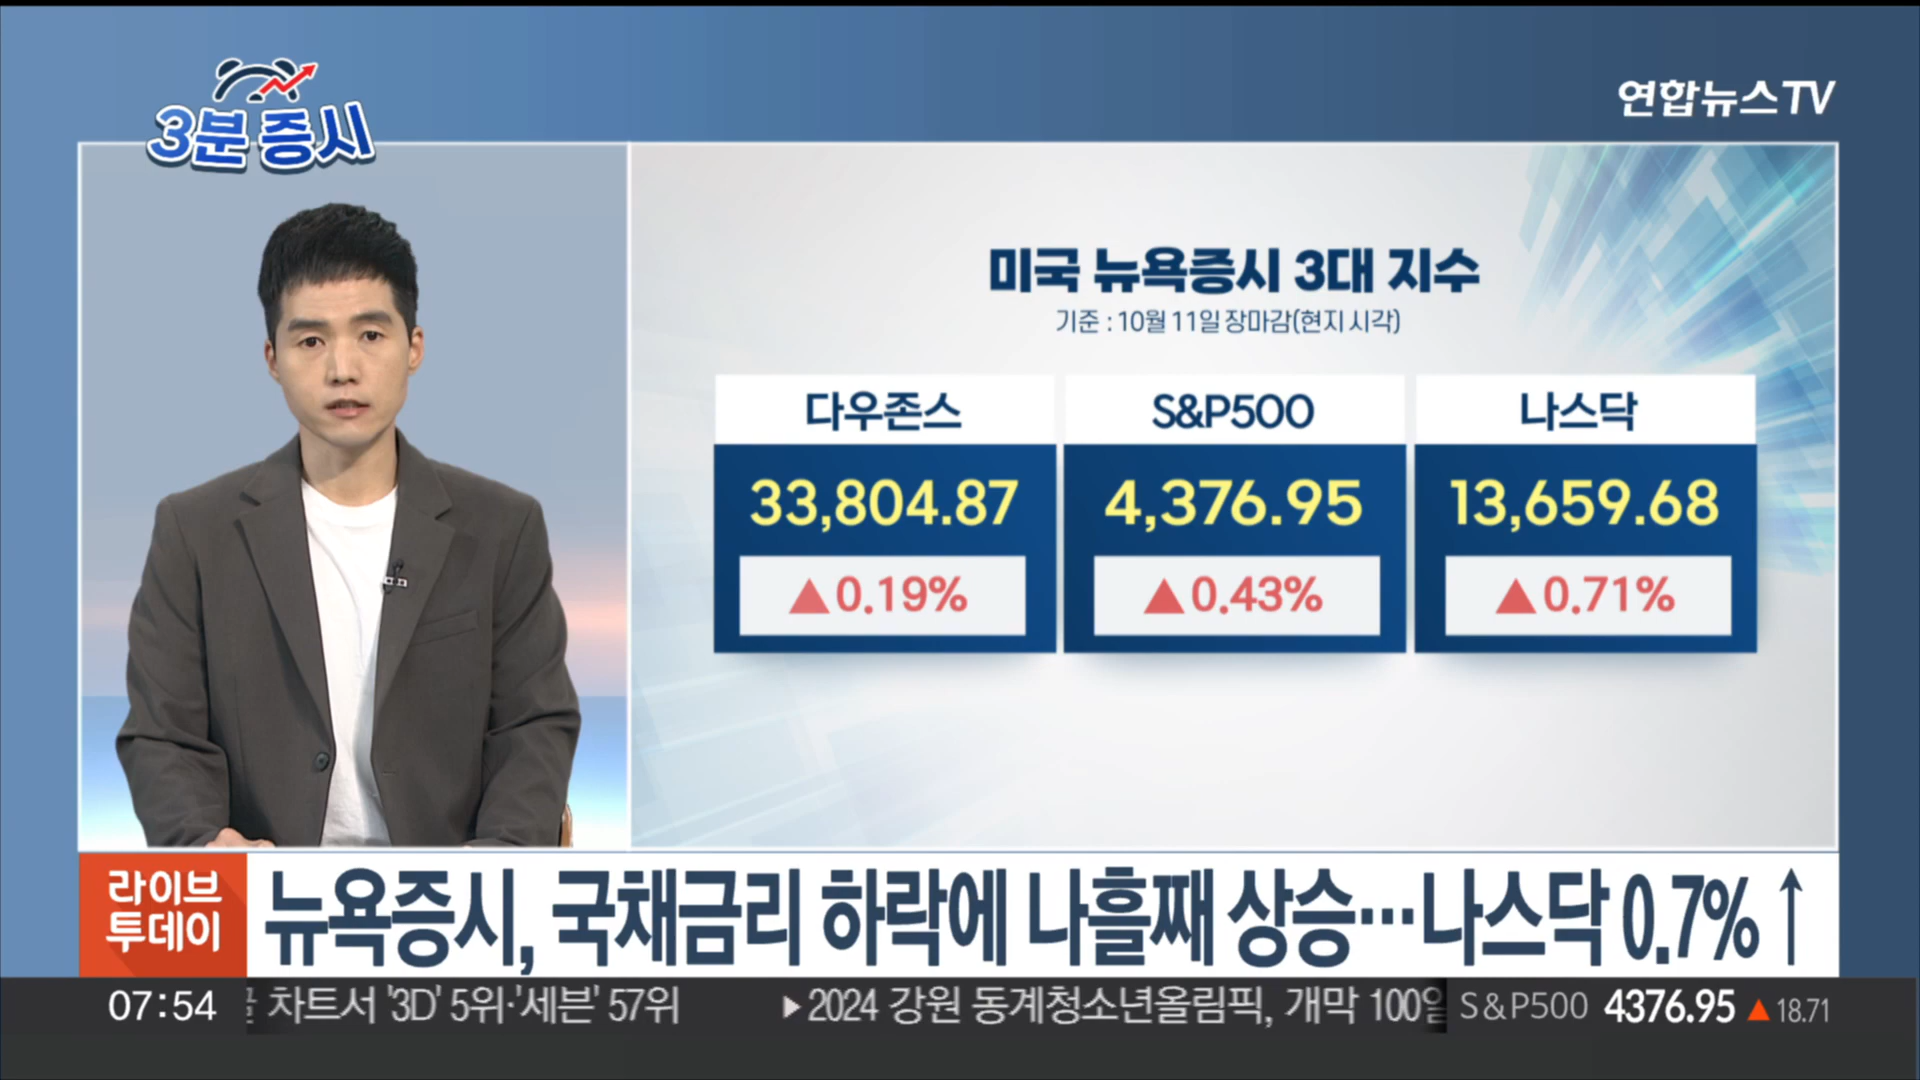 3분 증시
연합뉴스TV
미국 뉴욕증시 3대 지수
기준 : 10월 11일 장마감(현지 시각)
다우존스
33,804.87
▲0.19%
S&P500
4,376.95
▲0.43%
나스닥
13,659.68
▲0.71%
라이브
투데이
뉴욕증시, 국채금리 하락에 나흘째 상승…나스닥 0.7%↑
07:54
차트서 '3D' 5위·'세븐' 57위 ▶2024 강원 동계청소년올림픽, 개막 100일
S&P500 4376.95 ▲18.71